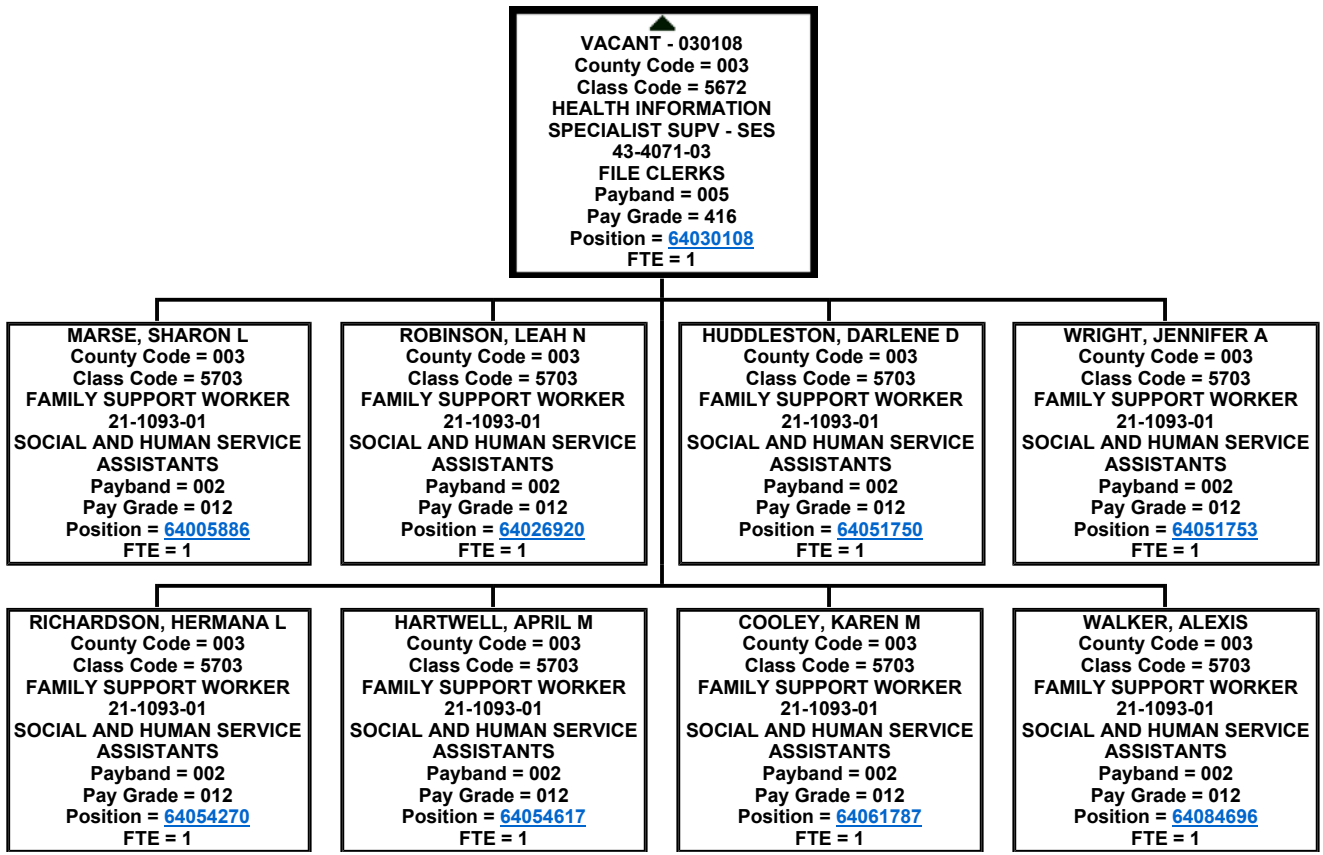 VACANT - 030108
County Code = 003
Class Code = 5672
HEALTH INFORMATION
SPECIALIST SUPV - SES
43-4071-03
FILE CLERKS
Payband = 005
Pay Grade = 416
Position = 64030108
FTE = 1
MARSE, SHARON L
County Code = 003
Class Code = 5703
FAMILY SUPPORT WORKER
21-1093-01
SOCIAL AND HUMAN SERVICE
ASSISTANTS
Payband = 002
Pay Grade = 012
Position = 64005886
FTE = 1
ROBINSON, LEAH N
County Code = 003
Class Code = 5703
FAMILY SUPPORT WORKER
21-1093-01
SOCIAL AND HUMAN SERVICE
ASSISTANTS
Payband = 002
Pay Grade = 012
Position = 64026920
FTE = 1
HUDDLESTON, DARLENE D
County Code = 003
Class Code = 5703
FAMILY SUPPORT WORKER
21-1093-01
SOCIAL AND HUMAN SERVICE
ASSISTANTS
Payband = 002
Pay Grade = 012
Position = 64051750
FTE = 1
WRIGHT, JENNIFER A
County Code = 003
Class Code = 5703
FAMILY SUPPORT WORKER
21-1093-01
SOCIAL AND HUMAN SERVICE
ASSISTANTS
Payband = 002
Pay Grade = 012
Position = 64051753
FTE = 1
RICHARDSON, HERMANA L
County Code = 003
Class Code = 5703
FAMILY SUPPORT WORKER
21-1093-01
SOCIAL AND HUMAN SERVICE
ASSISTANTS
Payband = 002
Pay Grade = 012
Position = 64054270
FTE = 1
HARTWELL, APRIL M
County Code = 003
Class Code = 5703
FAMILY SUPPORT WORKER
21-1093-01
SOCIAL AND HUMAN SERVICE
ASSISTANTS
Payband = 002
Pay Grade = 012
Position = 64054617
FTE = 1
COOLEY, KAREN M
County Code = 003
Class Code = 5703
FAMILY SUPPORT WORKER
21-1093-01
SOCIAL AND HUMAN SERVICE
ASSISTANTS
Payband = 002
Pay Grade = 012
Position = 64061787
FTE = 1
WALKER, ALEXIS
County Code = 003
Class Code = 5703
FAMILY SUPPORT WORKER
21-1093-01
SOCIAL AND HUMAN SERVICE
ASSISTANTS
Payband = 002
Pay Grade = 012
Position = 64084696
FTE = 1